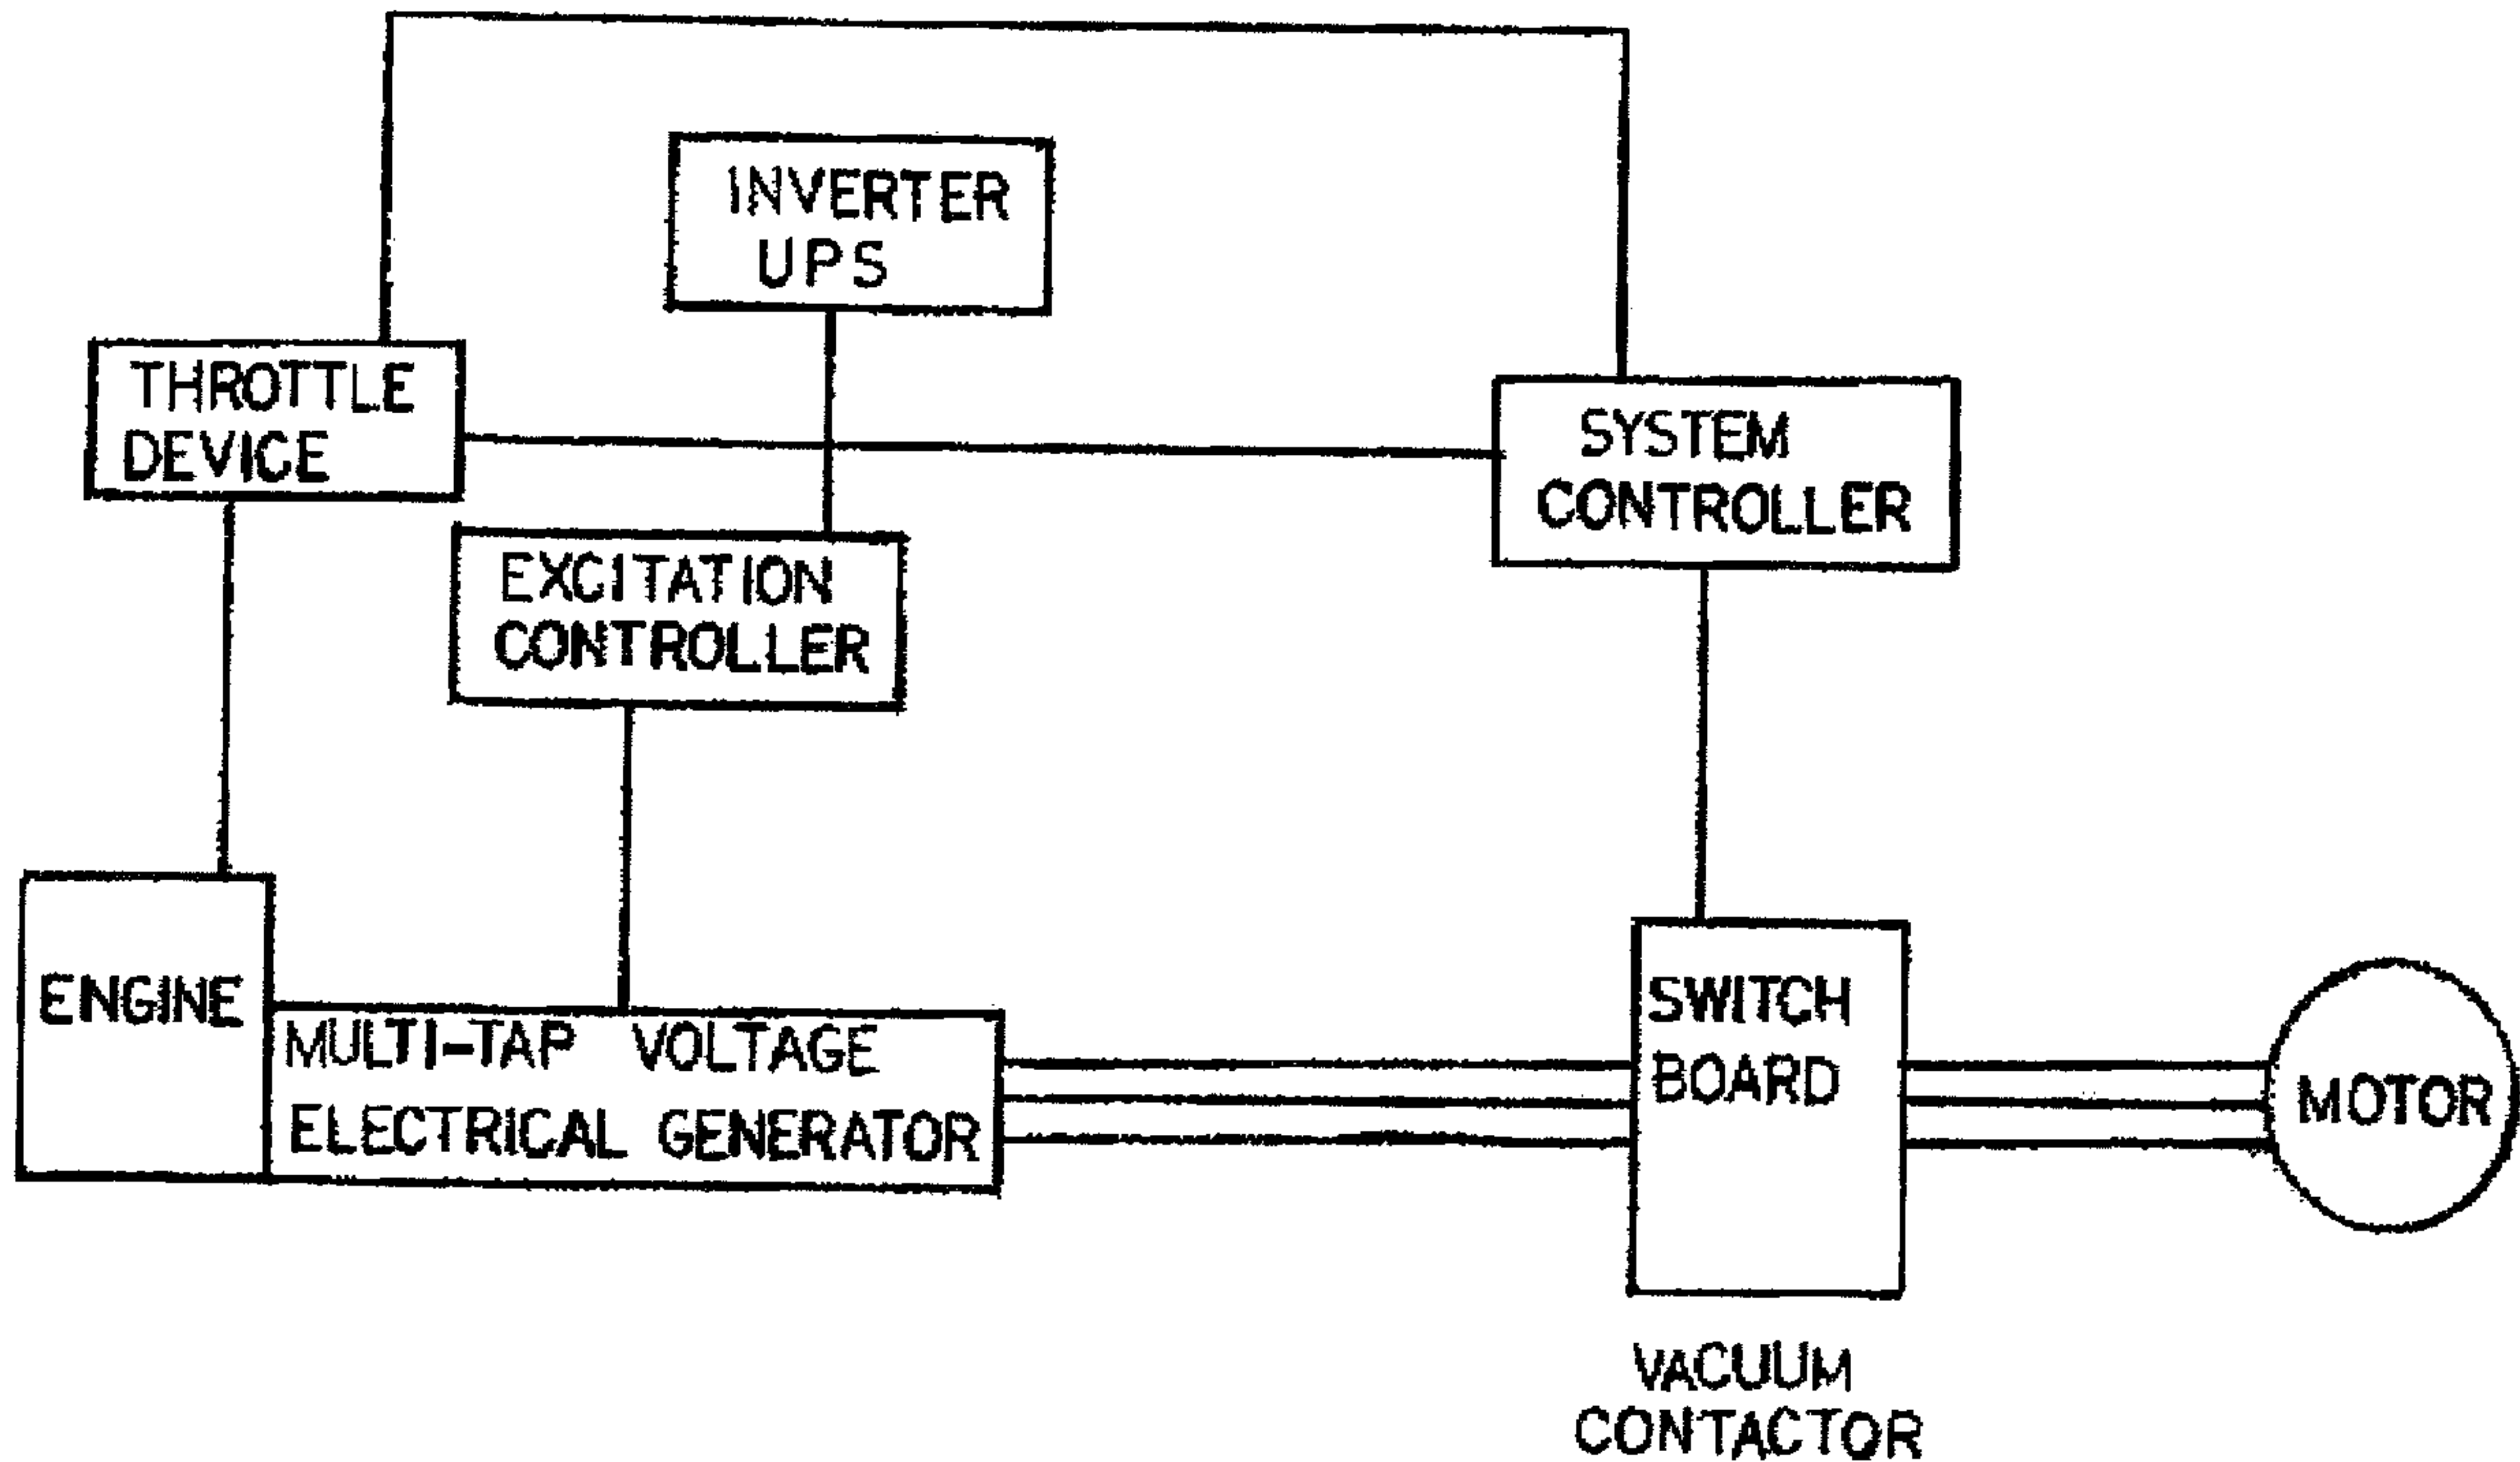 INVERTER
UPS
THROTTLE
DEVICE
SYSTEM
CONTROLLER
EXCITATION
CONTROLLER
ENGINE
MULTI-TAP VOLTAGE
ELECTRICAL GENERATOR
SWITCH
BOARD
MOTOR
VACUUM
CONTACTOR